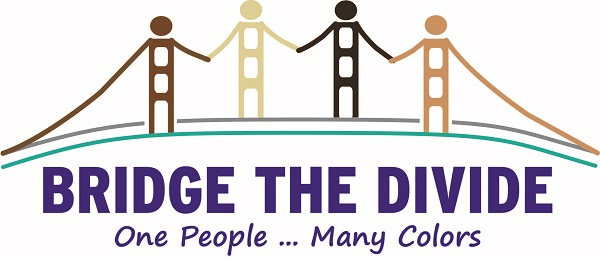 BRIDGE THE DIVIDE
One People ... Many Colors